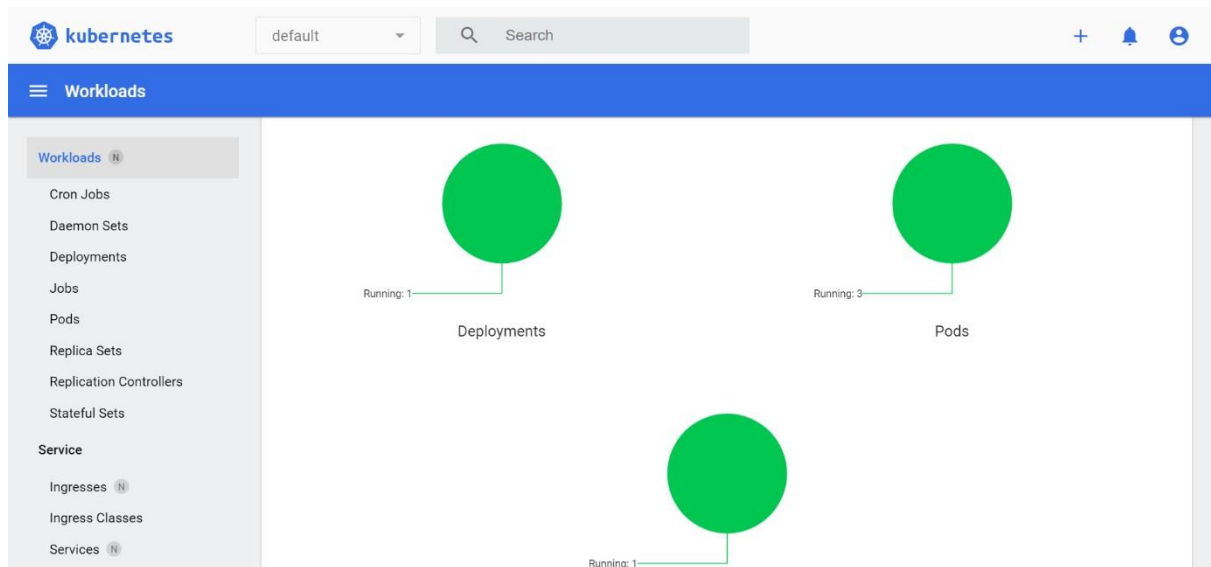 kubernetes
default
Search
Workloads
Workloads N
Cron Jobs
Daemon Sets
Deployments
Jobs
Pods
Replica Sets
Replication Controllers
Stateful Sets
Service
Ingresses N
Ingress Classes
Services N
Running: 1
Deployments
Running: 3
Pods
Running: 1